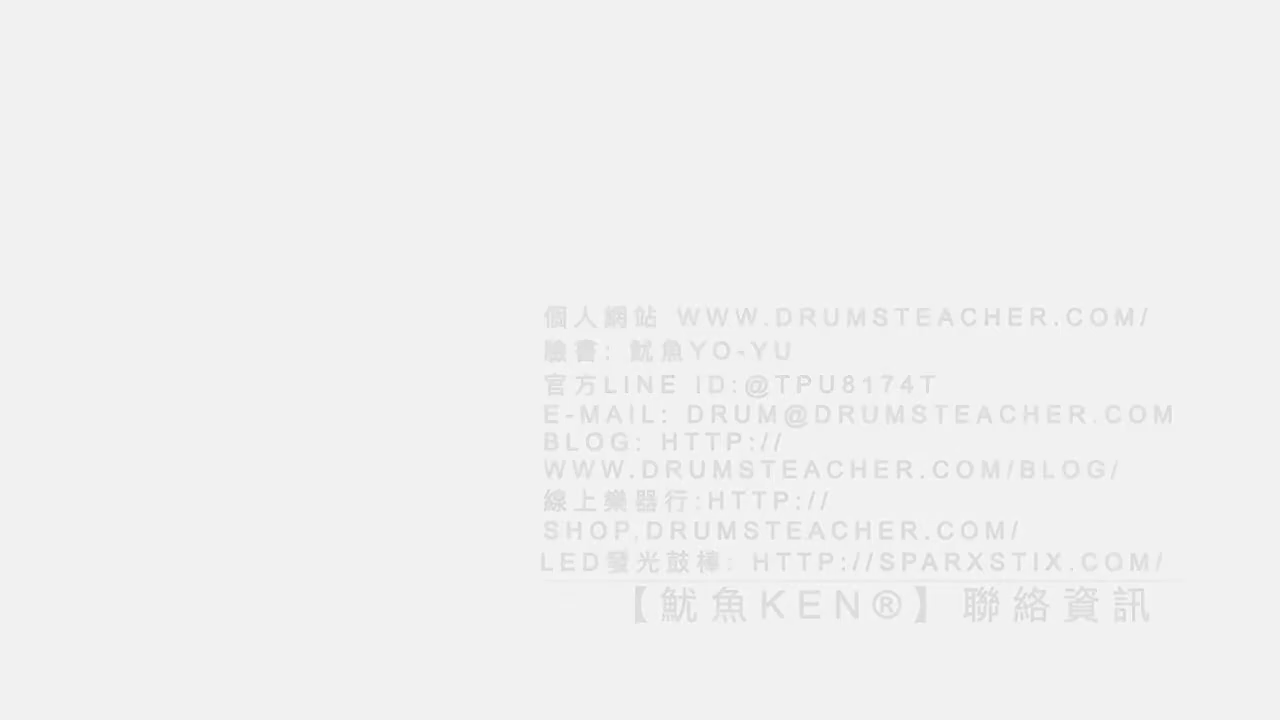 個人網站 WWW.DRUMSTEACHER.COM/
臉書: 魷魚YO-YU
官方LINE ID:@TPU8174T
E-MAIL: DRUM@DRUMSTEACHER.COM
BLOG: HTTP://
WWW.DRUMSTEACHER.COM/BLOG/
線上樂器行:HTTP://
SHOP.DRUMSTEACHER.COM/
LED發光鼓棒: HTTP://SPARXSTIX.COM/
【魷魚KEN®】 聯絡資訊